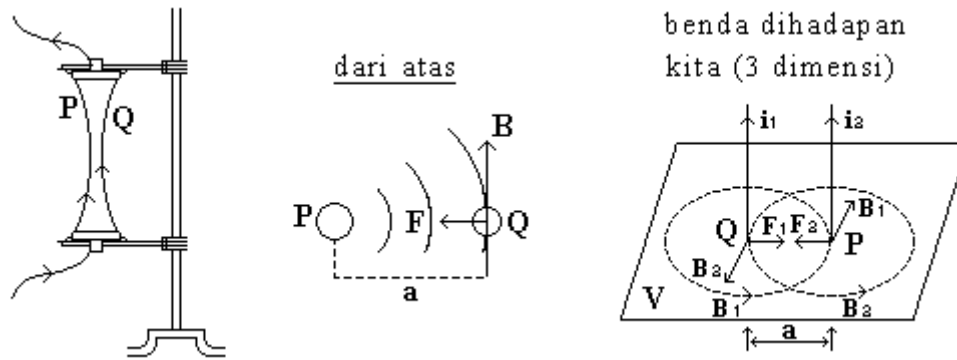 P
Q
dari atas
B
P
F
Q
a
benda dihadapan
kita (3 dimensi)
i₁
i₂
Q
F₁
F₂
B₁
P
B₂
V
B₁
B₂
a